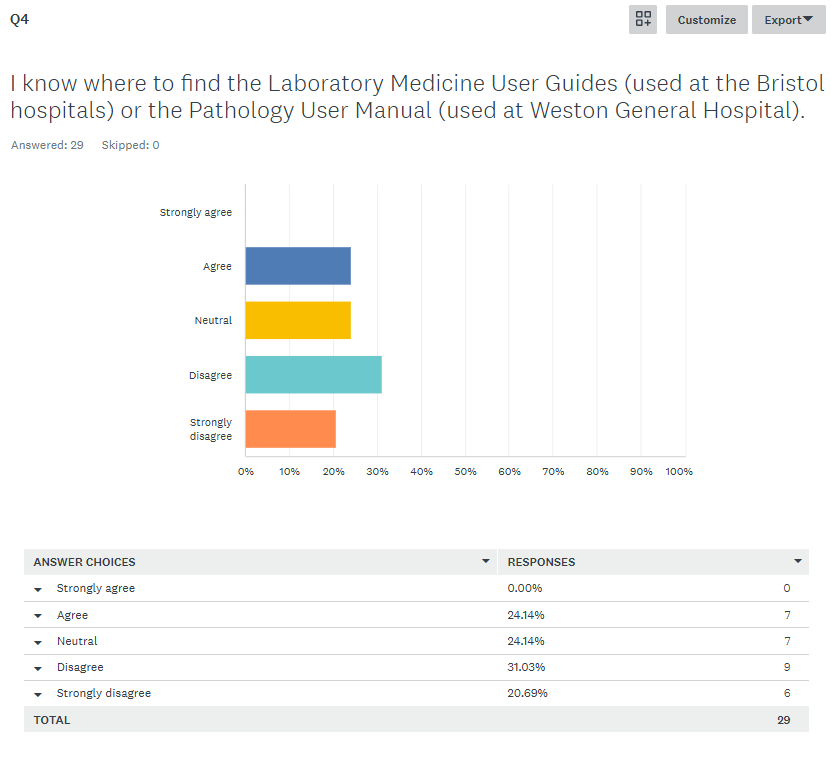 Q4
Customize
Export
I know where to find the Laboratory Medicine User Guides (used at the Bristol
hospitals) or the Pathology User Manual (used at Weston General Hospital).
Answered: 29 Skipped: 0
Strongly agree
Agree
Neutral
Disagree
Strongly
disagree
0% 10% 20% 30% 40% 50% 60% 70% 80% 90% 100%
ANSWER CHOICES RESPONSES
Strongly agree 0.00% 0
Agree 24.14% 7
Neutral 24.14% 7
Disagree 31.03% 9
Strongly disagree 20.69% 6
TOTAL 29